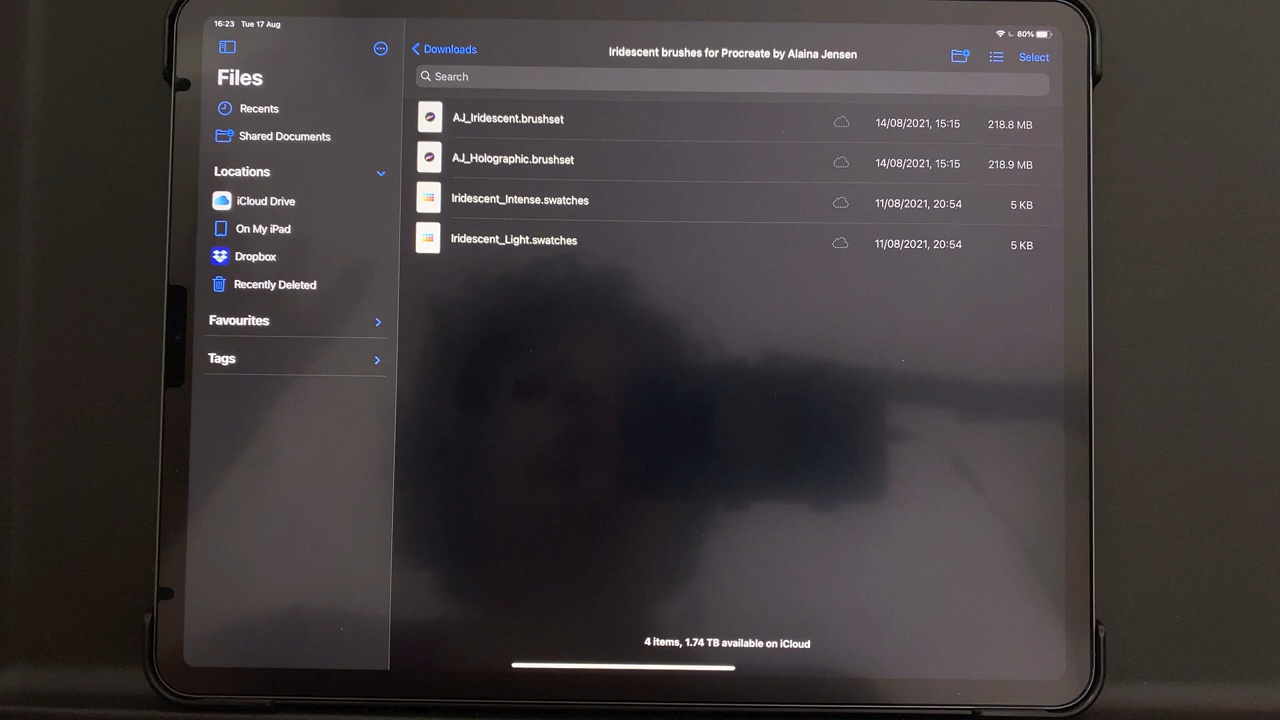 16:23 Tue 17 Aug
80%
Files
Recents
Shared Documents
Locations
iCloud Drive
On My iPad
Dropbox
Recently Deleted
Favourites
Tags
Downloads
Iridescent brushes for Procreate by Alaina Jensen
Select
Search
AJ_Iridescent.brushset 14/08/2021, 15:15 218.8 MB
AJ_Holographic.brushset 14/08/2021, 15:15 218.9 MB
Iridescent_Intense.swatches 11/08/2021, 20:54 5 KB
Iridescent_Light.swatches 11/08/2021, 20:54 5 KB
4 items, 1.74 TB available on iCloud